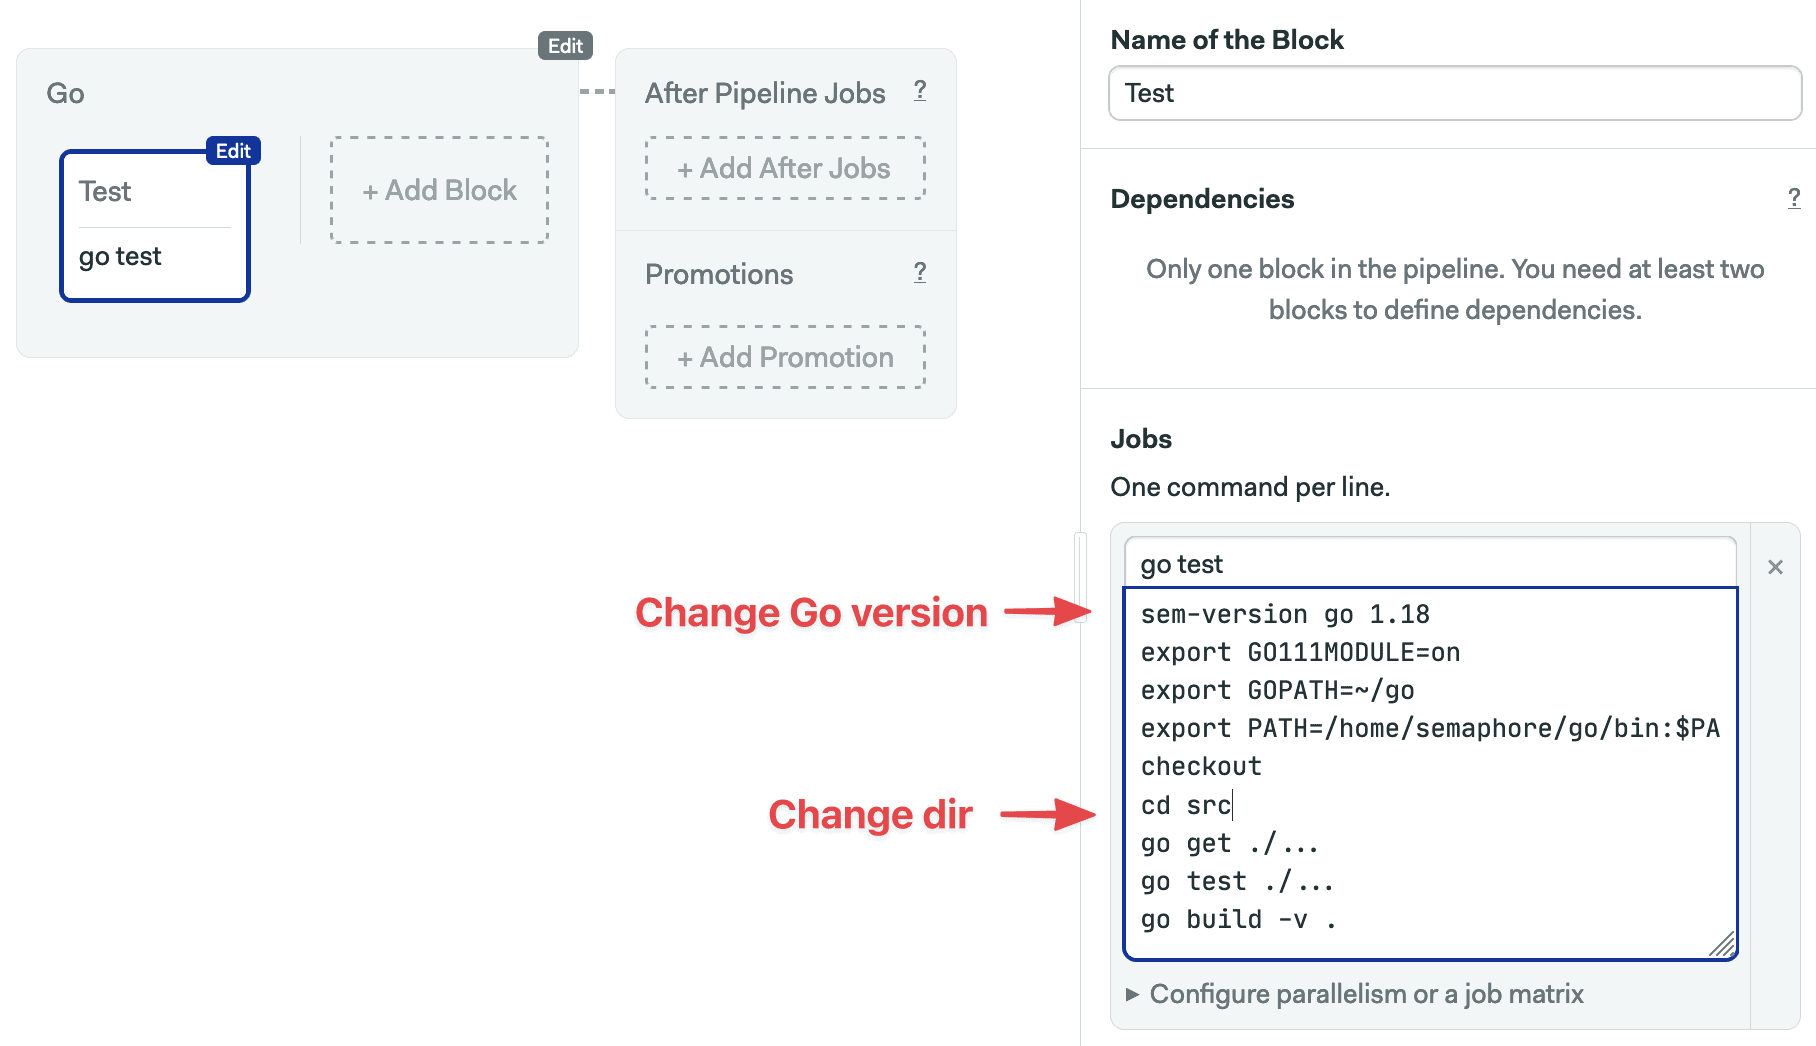 Edit
Go
Edit
Test
go test
+ Add Block
After Pipeline Jobs ?
+ Add After Jobs
Promotions ?
+ Add Promotion
Change Go version
Change dir
Name of the Block
Test
Dependencies ?
Only one block in the pipeline. You need at least two
blocks to define dependencies.
Jobs
One command per line.
go test
×
sem-version go 1.18
export GO111MODULE=on
export GOPATH=~/go
export PATH=/home/semaphore/go/bin:$PA
checkout
cd src
go get ./...
go test ./...
go build -v .
▶ Configure parallelism or a job matrix